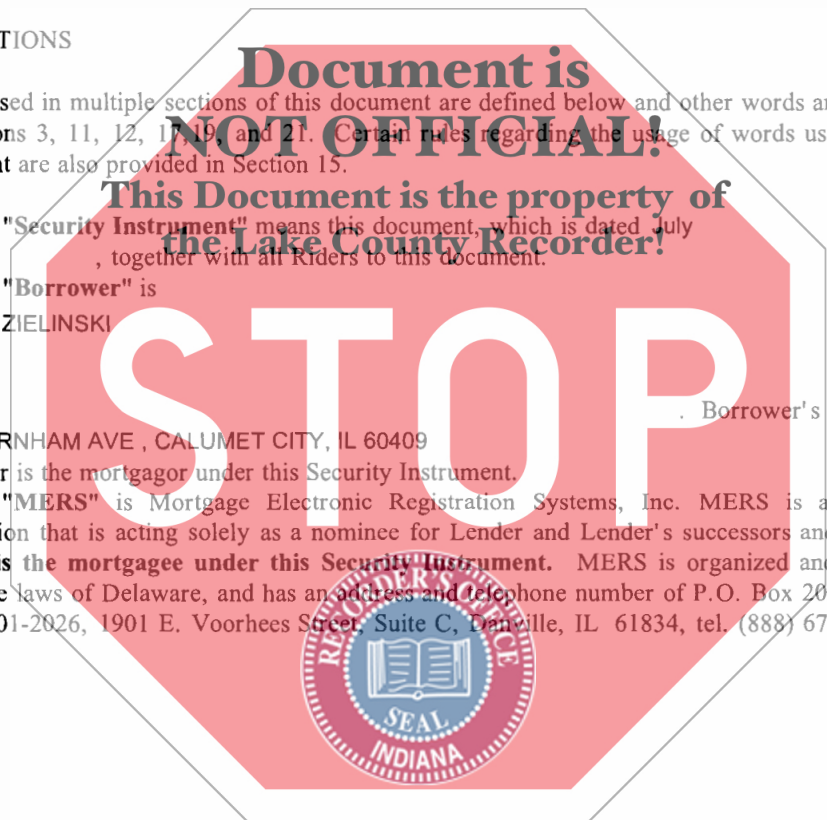 TIONS
Document is
sed in multiple sections of this document are defined below and other words a
ons 3, 11, 12, 17, 19, and 21. Certain rules regarding the usage of words us
NOT OFFICIAL!
t are also provided in Section 15.
This Document is the property of
"Security Instrument" means this document, which is dated July
the Lake County Recorder!
, together with all Riders to this document.
"Borrower" is
ZIELINSKI
STOP
. Borrower's
RNHAM AVE , CALUMET CITY, IL 60409
r is the mortgagor under this Security Instrument.
"MERS" is Mortgage Electronic Registration Systems, Inc. MERS is a
ion that is acting solely as a nominee for Lender and Lender's successors and
is the mortgagee under this Security Instrument. MERS is organized and
e laws of Delaware, and has an address and telephone number of P.O. Box 20
01-2026, 1901 E. Voorhees Street, Suite C, Danville, IL 61834, tel. (888) 67
RECORDER'S OFFICE
SEAL
INDIANA